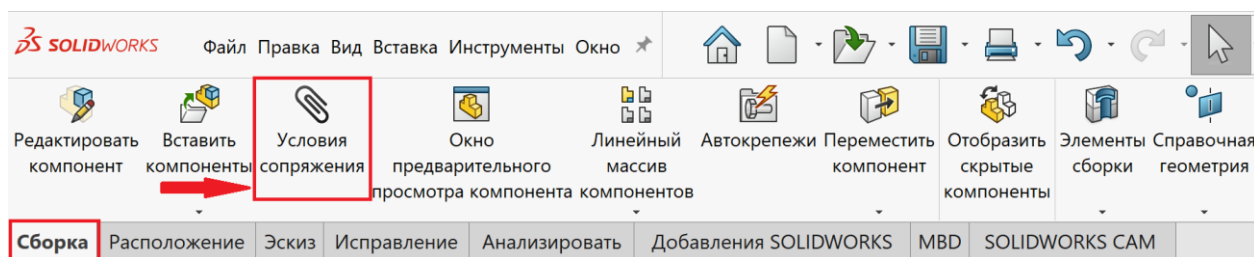 SOLIDWORKS Файл Правка Вид Вставка Инструменты Окно
Редактировать Вставить Условия Окно Линейный Автокрепежи Переместить Отобразить Элементы Справочная
компонент компоненты сопряжения предварительного массив компонент скрытые сборки геометрия
просмотра компонента компонентов компоненты
Сборка Расположение Эскиз Исправление Анализировать Добавления SOLIDWORKS MBD SOLIDWORKS CAM